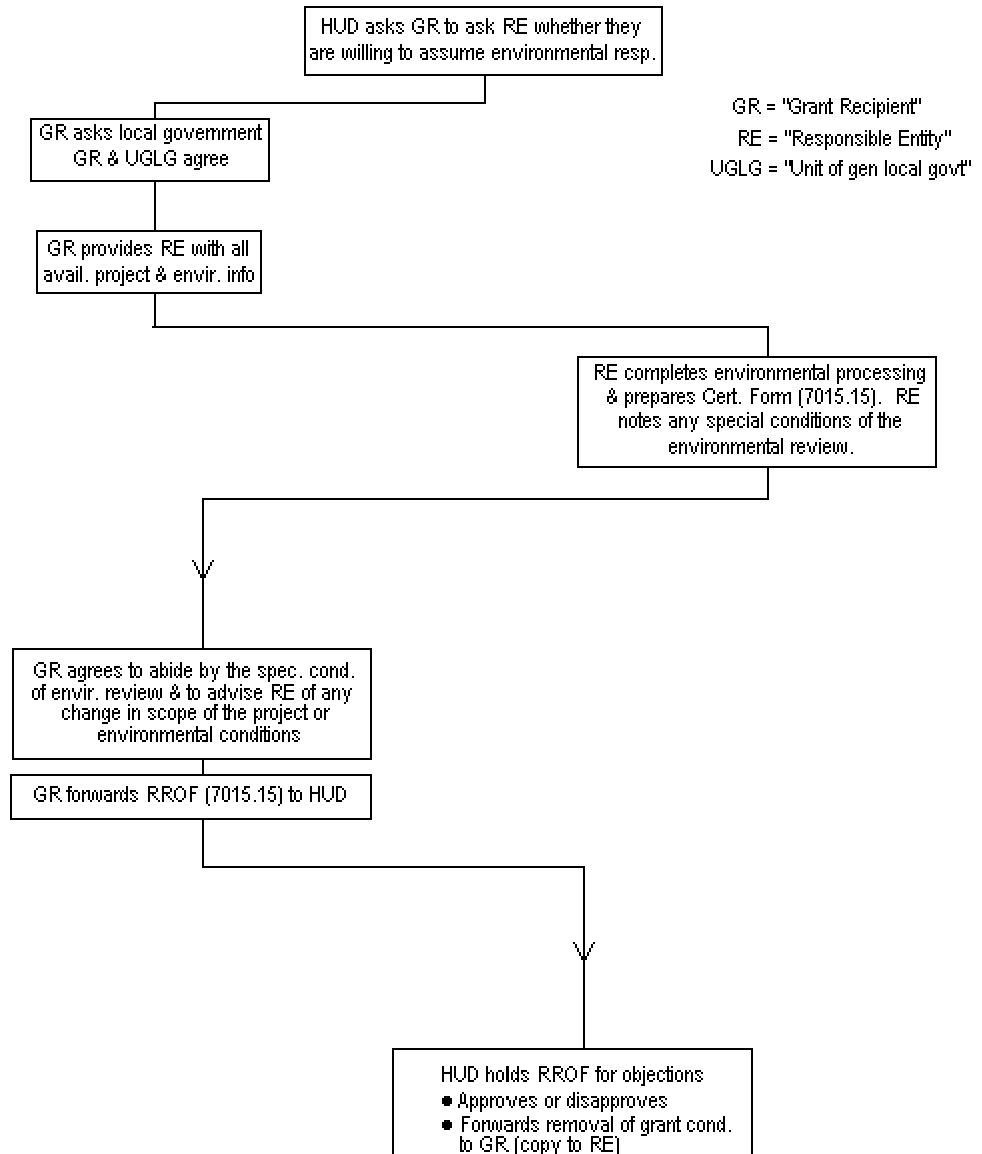 HUD asks GR to ask RE whether they
are willing to assume environmental resp.
GR = "Grant Recipient"
RE = "Responsible Entity"
UGLG = "Unit of gen local govt"
GR asks local government
GR & UGLG agree
GR provides RE with all
avail. project & envir. info
RE completes environmental processing
& prepares Cert. Form (7015.15). RE
notes any special conditions of the
environmental review.
GR agrees to abide by the spec. cond.
of envir. review & to advise RE of any
change in scope of the project or
environmental conditions
GR forwards RROF (7015.15) to HUD
HUD holds RROF for objections
● Approves or disapproves
● Forwards removal of grant cond.
to GR (copy to RE)